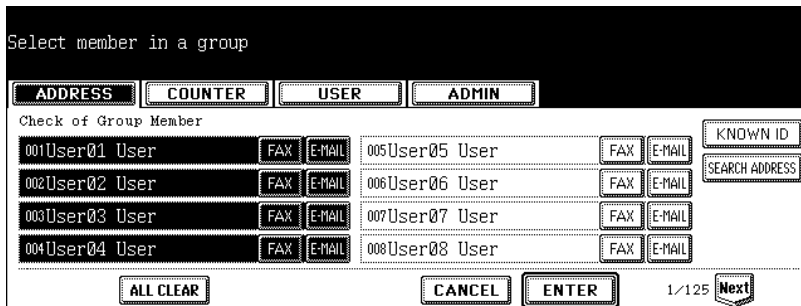 Select member in a group
ADDRESS COUNTER USER ADMIN
Check of Group Member
KNOWN ID
001User01 User FAX E-MAIL 005User05 User FAX E-MAIL
SEARCH ADDRESS
002User02 User FAX E-MAIL 006User06 User FAX E-MAIL
003User03 User FAX E-MAIL 007User07 User FAX E-MAIL
004User04 User FAX E-MAIL 008User08 User FAX E-MAIL
ALL CLEAR CANCEL ENTER 1/125 Next